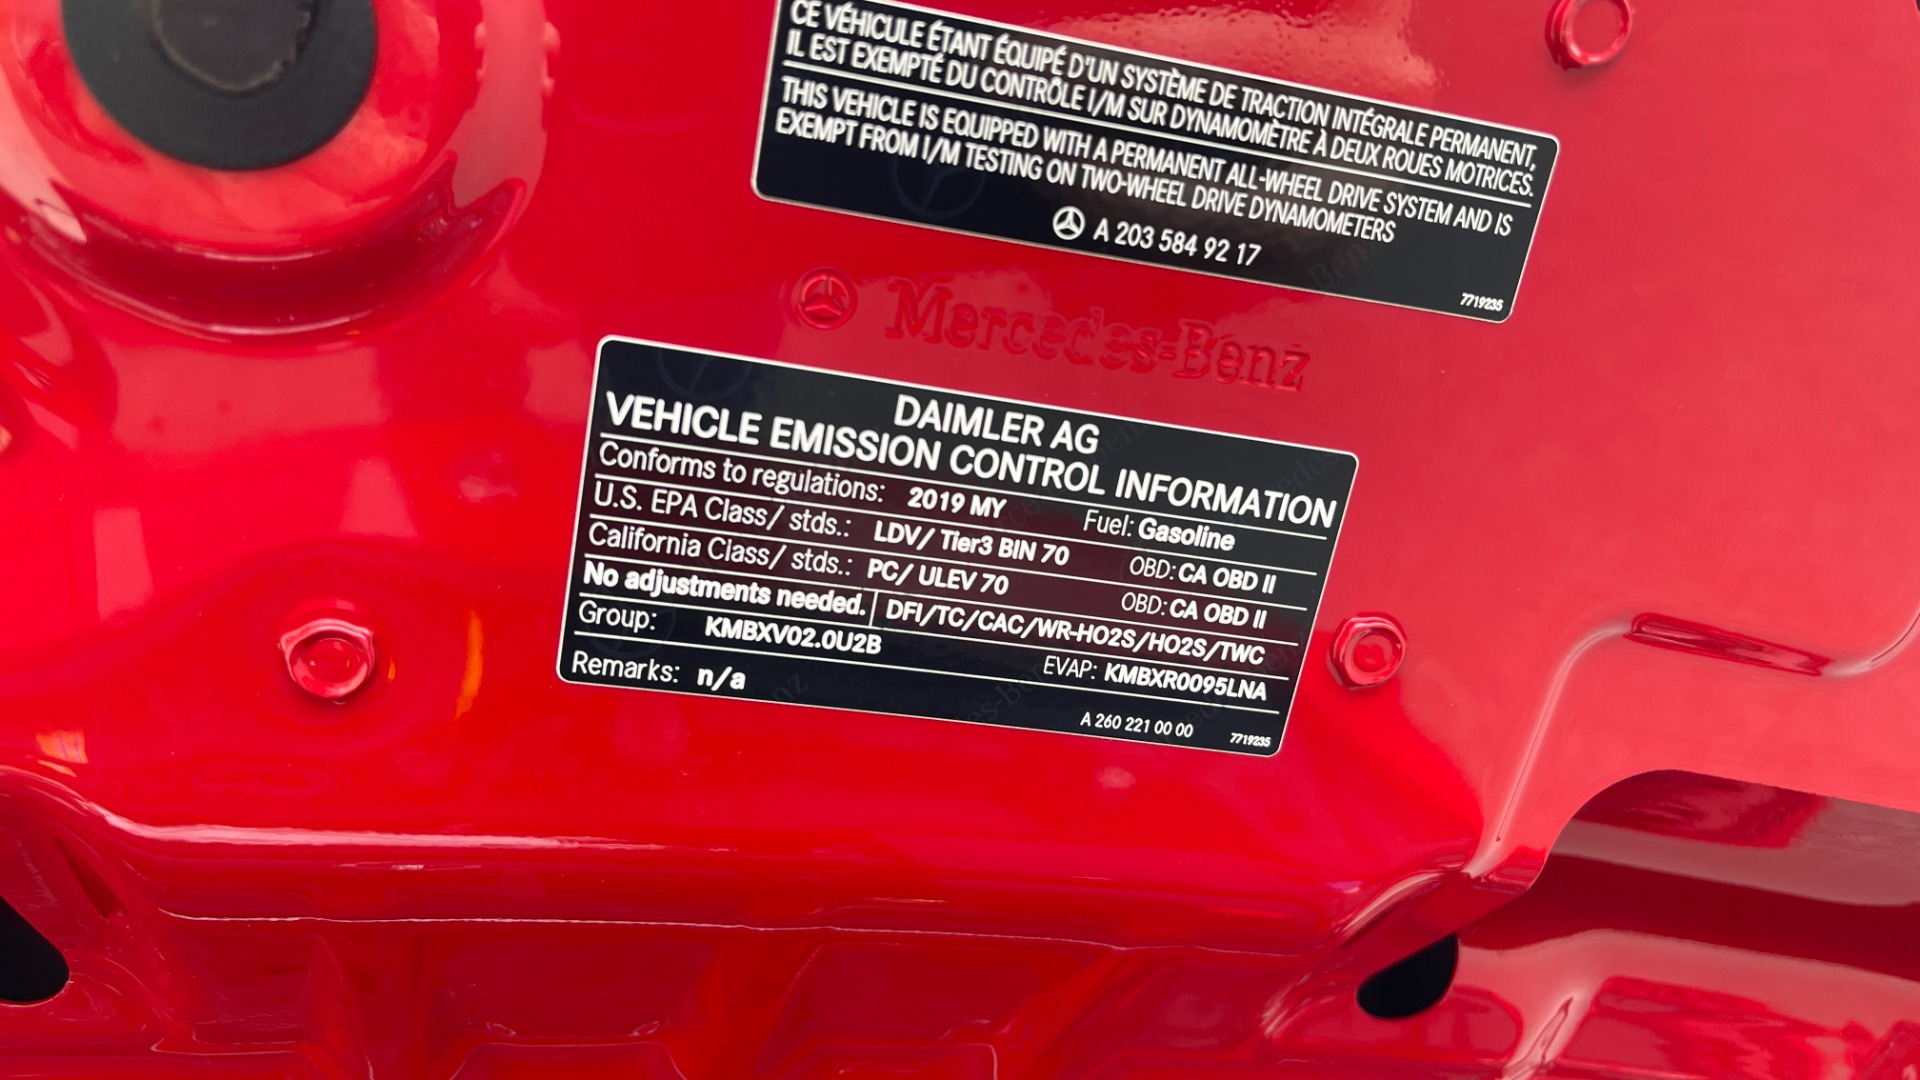 CE VÉHICULE ÉTANT ÉQUIPÉ D'UN SYSTÈME DE TRACTION INTÉGRALE PERMANENT,
IL EST EXEMPTÉ DU CONTRÔLE I/M SUR DYNAMOMÈTRE À DEUX ROUES MOTRICES.
THIS VEHICLE IS EQUIPPED WITH A PERMANENT ALL-WHEEL DRIVE SYSTEM AND IS
EXEMPT FROM I/M TESTING ON TWO-WHEEL DRIVE DYNAMOMETERS
A 203 584 92 17
7719235
Mercedes-Benz
DAIMLER AG
VEHICLE EMISSION CONTROL INFORMATION
Conforms to regulations: 2019 MY Fuel: Gasoline
U.S. EPA Class/ stds.: LDV/ Tier3 BIN 70 OBD: CA OBD II
California Class/ stds.: PC/ ULEV 70 OBD: CA OBD II
No adjustments needed. DFI/TC/CAC/WR-HO2S/HO2S/TWC
Group: KMBXV02.0U2B EVAP: KMBXR0095LNA
Remarks: n/a
A 260 221 00 00
7719235